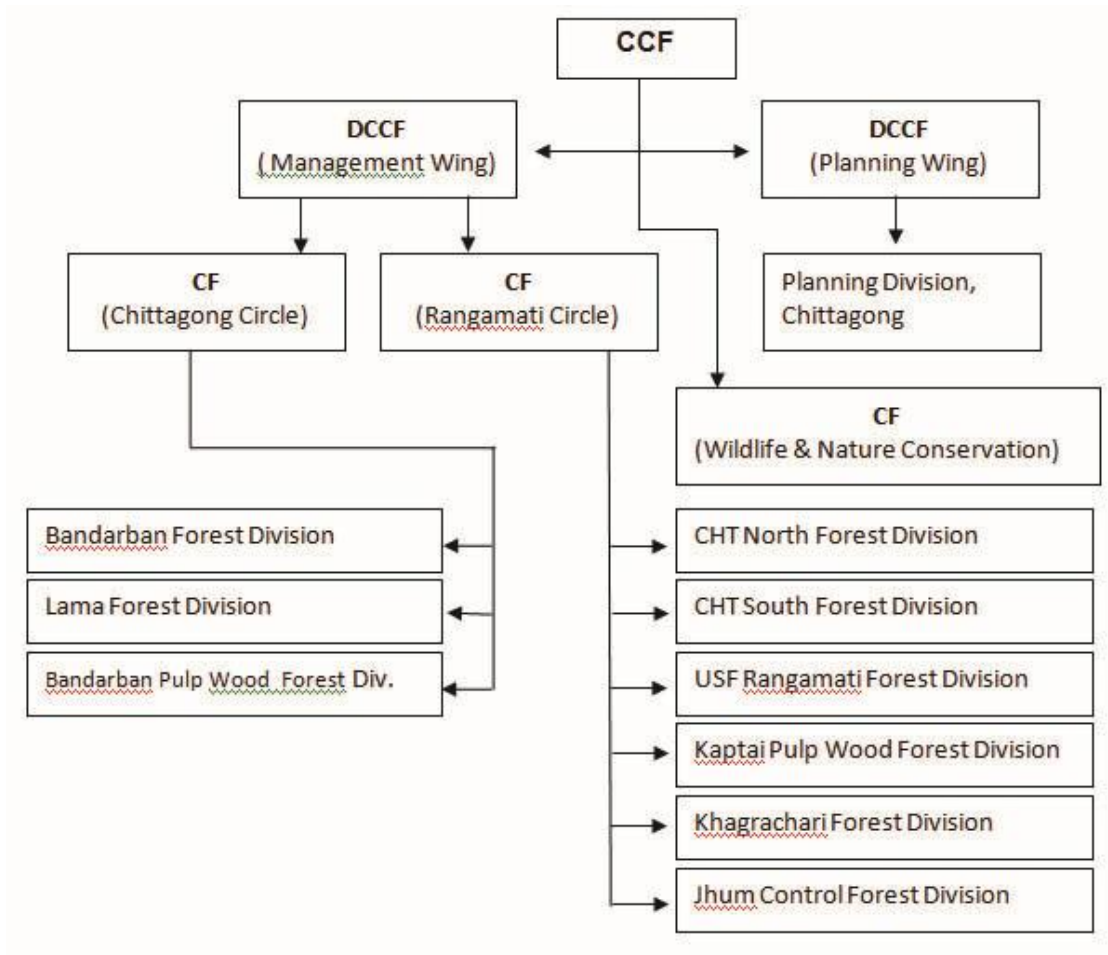 CCF
DCCF
( Management Wing)
DCCF
(Planning Wing)
CF
(Chittagong Circle)
CF
(Rangamati Circle)
Planning Division,
Chittagong
CF
(Wildlife & Nature Conservation)
Bandarban Forest Division
Lama Forest Division
Bandarban Pulp Wood Forest Div.
CHT North Forest Division
CHT South Forest Division
USF Rangamati Forest Division
Kaptai Pulp Wood Forest Division
Khagrachari Forest Division
Jhum Control Forest Division